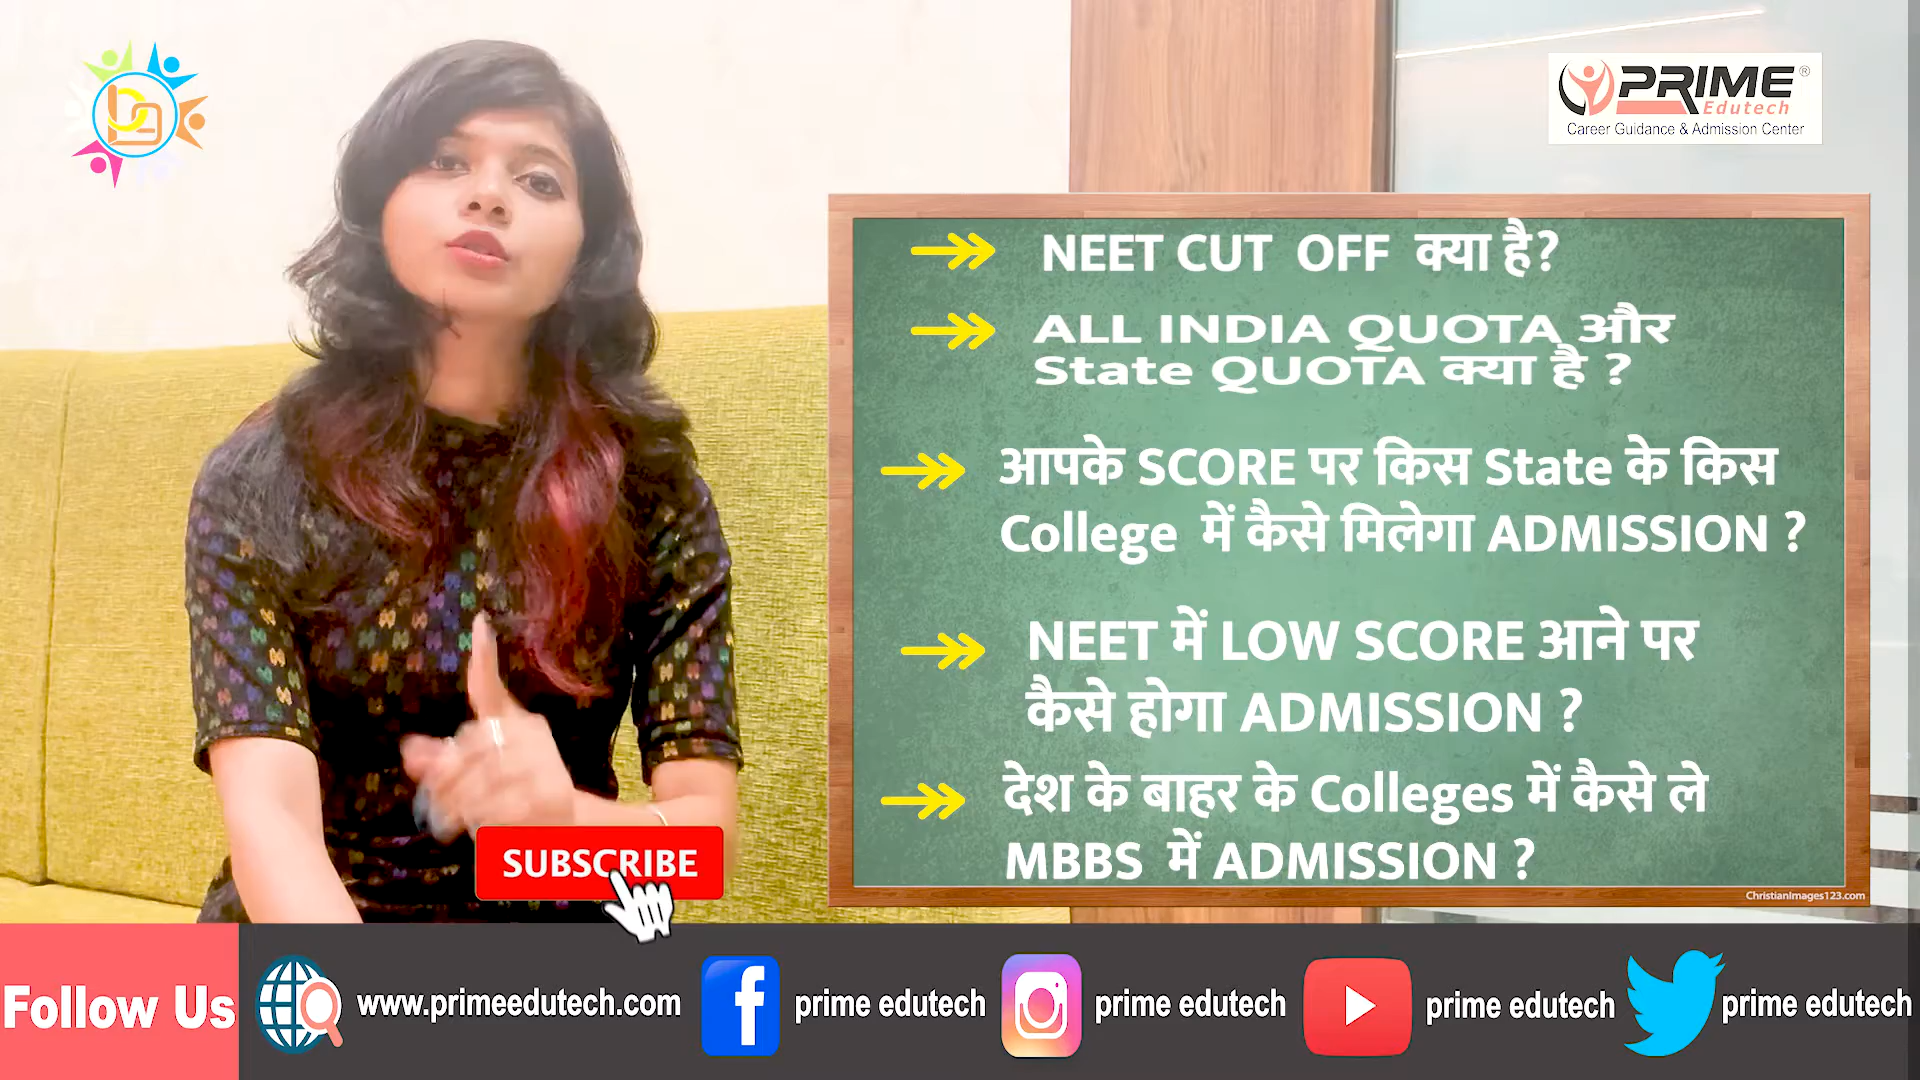 PRIME®
Edutech
Career Guidance & Admission Center
NEET CUT OFF क्या है?
ALL INDIA QUOTA और
State QUOTA क्या है ?
आपके SCORE पर किस State के किस
College में कैसे मिलेगा ADMISSION ?
NEET में LOW SCORE आने पर
कैसे होगा ADMISSION ?
देश के बाहर के Colleges में कैसे ले
MBBS में ADMISSION ?
ChristianImages123.com
SUBSCRIBE
Follow Us
www.primeedutech.com
prime edutech
prime edutech
prime edutech
prime edutech